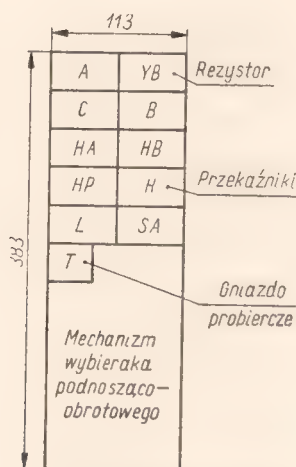 113
A YB Rezystor
C B
HA HB
HP H Przekaźniki
L SA
383
T
Gniazdo
probiercze
Mechanizm
wybieraka
podnosząco-
obrotowego